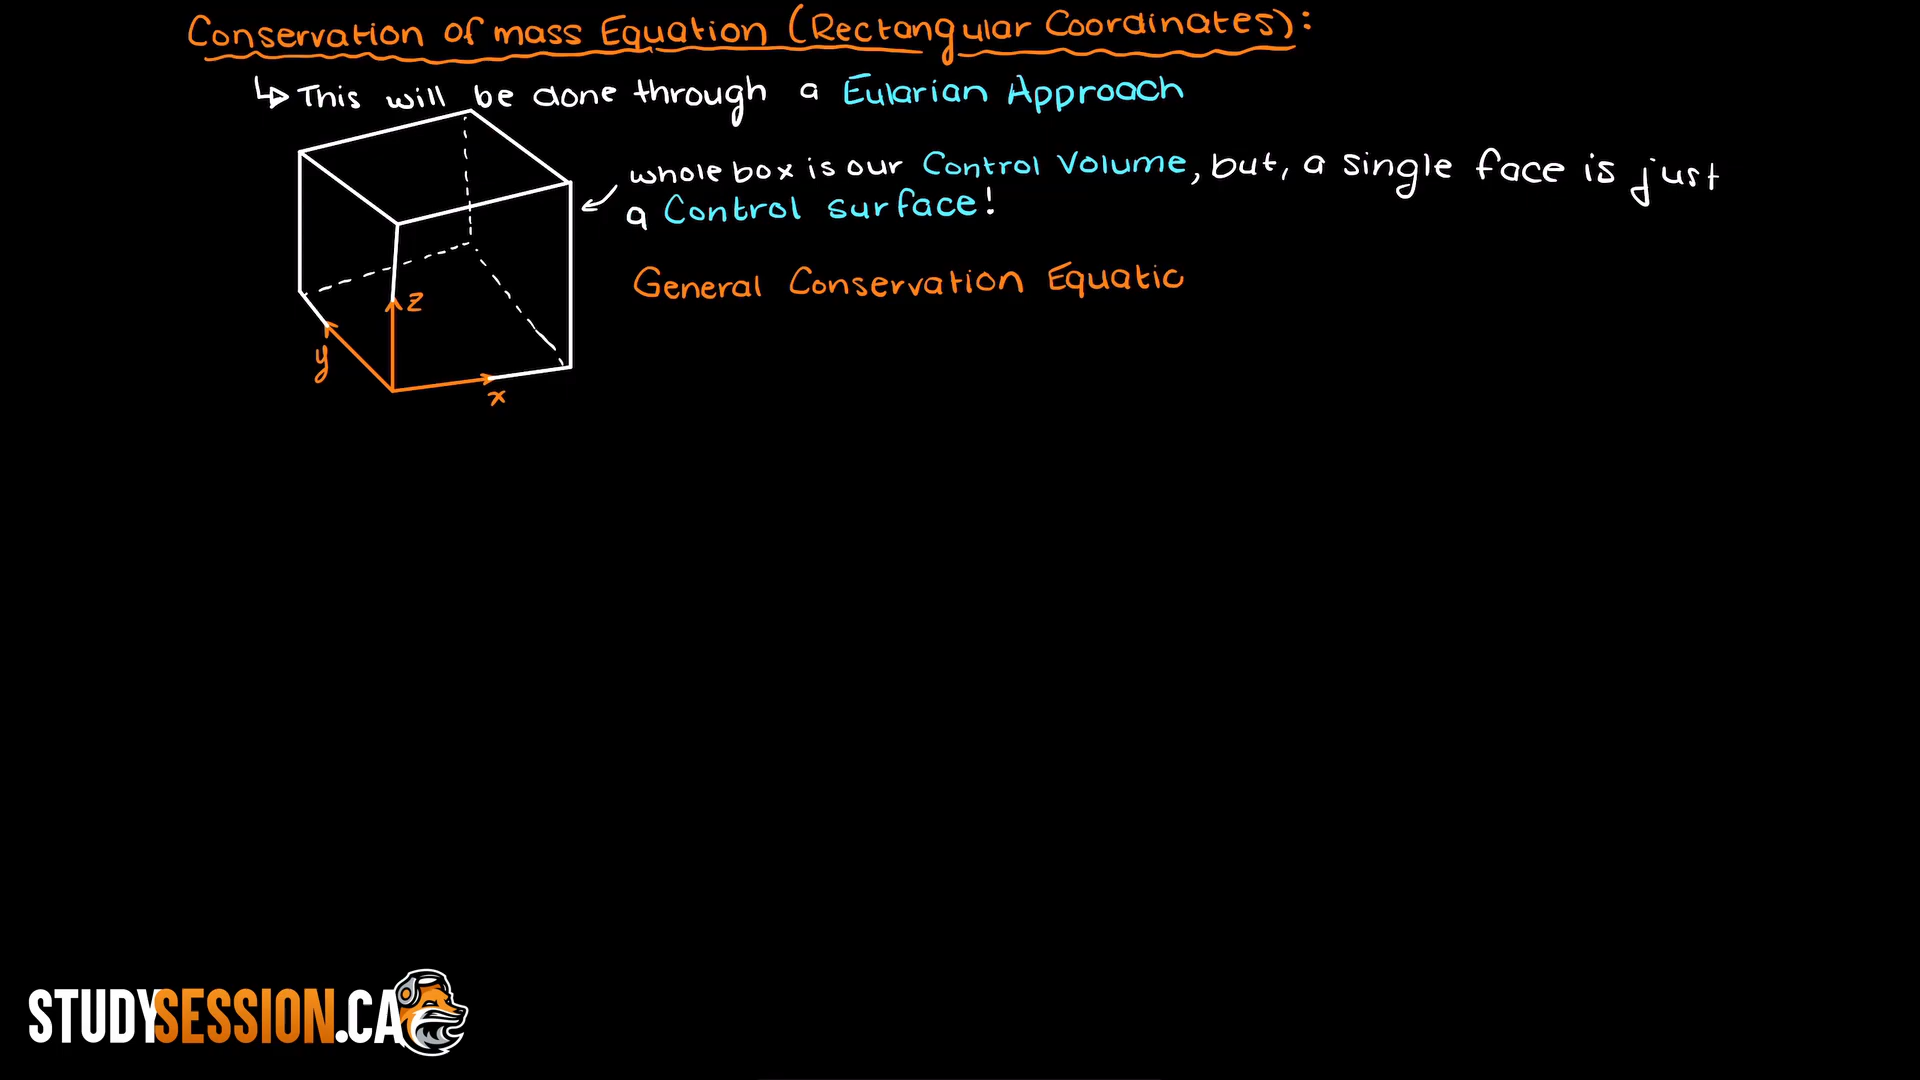 Conservation of mass Equation (Rectangular Coordinates):
This will be done through a Eularian Approach
whole box is our Control Volume, but, a single face is just
a Control surface!
General Conservation Equatic
z
y
x
STUDYSESSION.CA